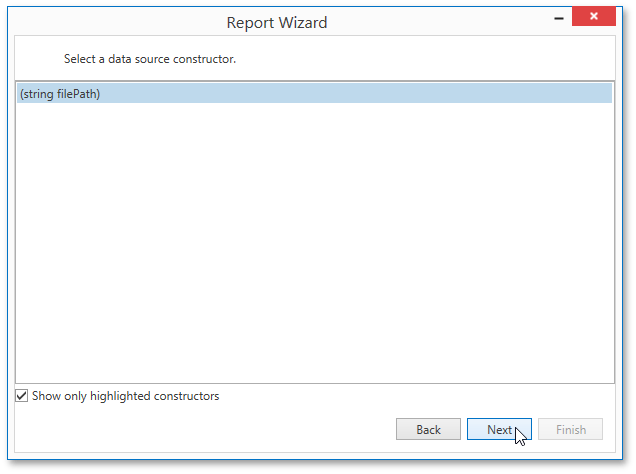 Report Wizard
Select a data source constructor.
(string filePath)
Show only highlighted constructors
Back
Next
Finish